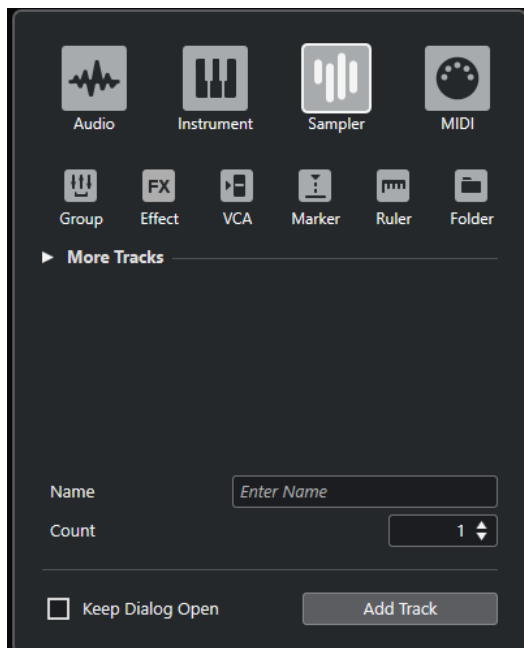 Audio Instrument Sampler MIDI
FX
Group Effect VCA Marker Ruler Folder
More Tracks
Name Enter Name
Count 1
Keep Dialog Open Add Track